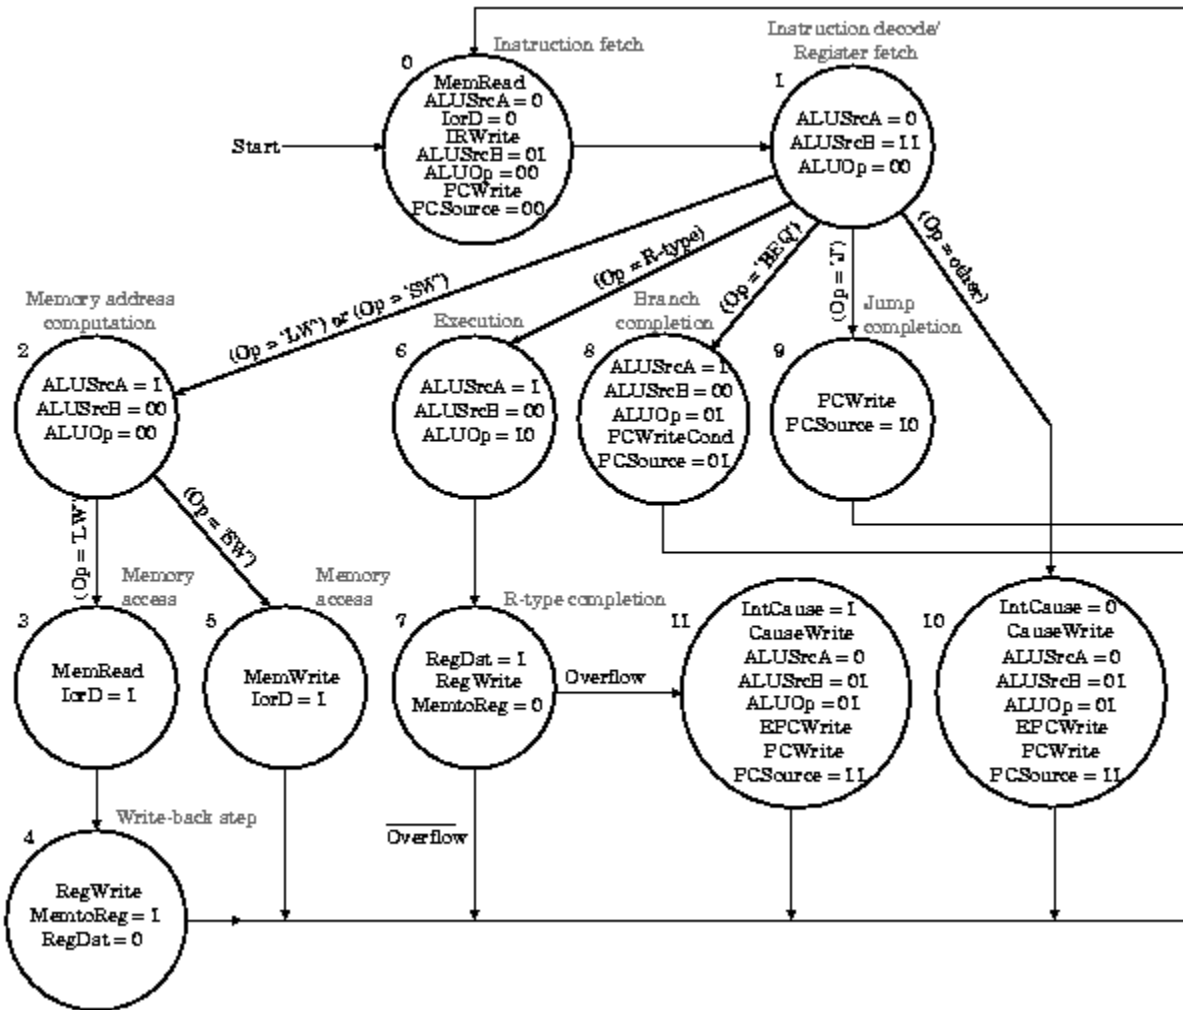 Instruction fetch
Instruction decode/
Register fetch
0
MemRead
ALUSrcA = 0
IorD = 0
IRWrite
ALUSrcB = 01
ALUOp = 00
PCWrite
PCSource = 00
Start
1
ALUSrcA = 0
ALUSrcB = 11
ALUOp = 00
(Op = 'LW') or (Op = 'SW')
(Op = R-type)
(Op = 'BEQ')
(Op = 'J')
(Op = other)
Memory address
computation
2
ALUSrcA = 1
ALUSrcB = 00
ALUOp = 00
Execution
6
ALUSrcA = 1
ALUSrcB = 00
ALUOp = 10
Branch
completion
8
ALUSrcA = 1
ALUSrcB = 00
ALUOp = 01
PCWriteCond
PCSource = 01
Jump
completion
9
PCWrite
PCSource = 10
(Op = 'LW')
(Op = 'SW')
Memory
access
3
MemRead
IorD = 1
Memory
access
5
MemWrite
IorD = 1
R-type completion
7
RegDst = 1
RegWrite
MemtoReg = 0
Overflow
Overflow
11
IntCause = 1
CauseWrite
ALUSrcA = 0
ALUSrcB = 01
ALUOp = 01
EPCWrite
PCWrite
PCSource = 11
10
IntCause = 0
CauseWrite
ALUSrcA = 0
ALUSrcB = 01
ALUOp = 01
EPCWrite
PCWrite
PCSource = 11
Write-back step
4
RegWrite
MemtoReg = 1
RegDst = 0